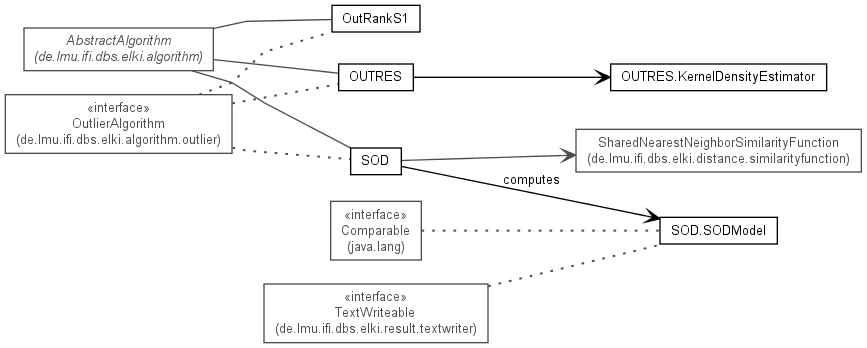 OutRankS1
AbstractAlgorithm
(de.lmu.ifi.dbs.elki.algorithm)
OUTRES
OUTRES.KernelDensityEstimator
«interface»
OutlierAlgorithm
(de.lmu.ifi.dbs.elki.algorithm.outlier)
SharedNearestNeighborSimilarityFunction
(de.lmu.ifi.dbs.elki.distance.similarityfunction)
SOD
computes
«interface»
Comparable
(java.lang)
SOD.SODModel
«interface»
TextWriteable
(de.lmu.ifi.dbs.elki.result.textwriter)